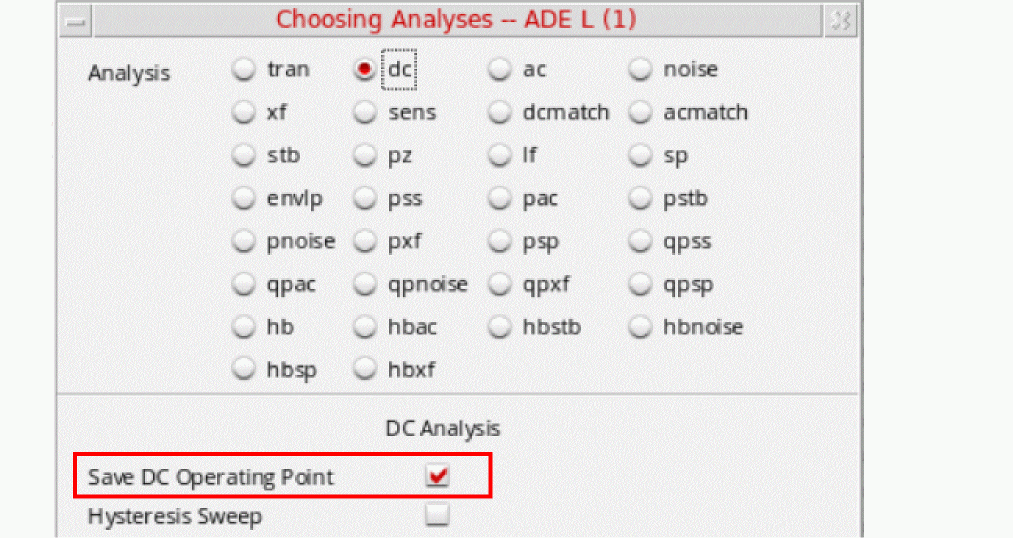 Choosing Analyses -- ADE L (1)
Analysis tran dc ac noise
xf sens dcmatch acmatch
stb pz lf sp
envlp pss pac pstb
pnoise pxf psp qpss
qpac qpnoise qpxf qpsp
hb hbac hbstb hbnoise
hbsp hbxf
DC Analysis
Save DC Operating Point
Hysteresis Sweep